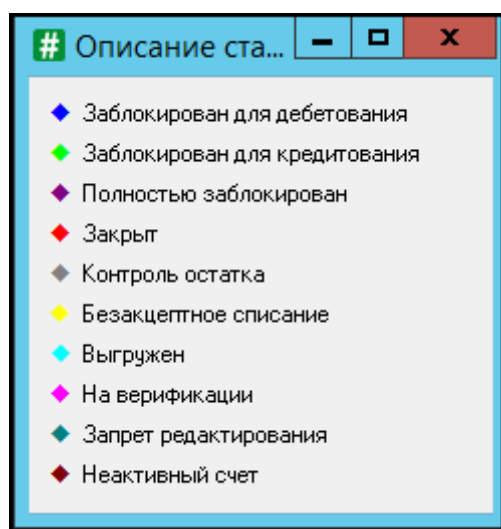 # Описание ста...
Заблокирован для дебетования
Заблокирован для кредитования
Полностью заблокирован
Закрыт
Контроль остатка
Безакцептное списание
Выгружен
На верификации
Запрет редактирования
Неактивный счет